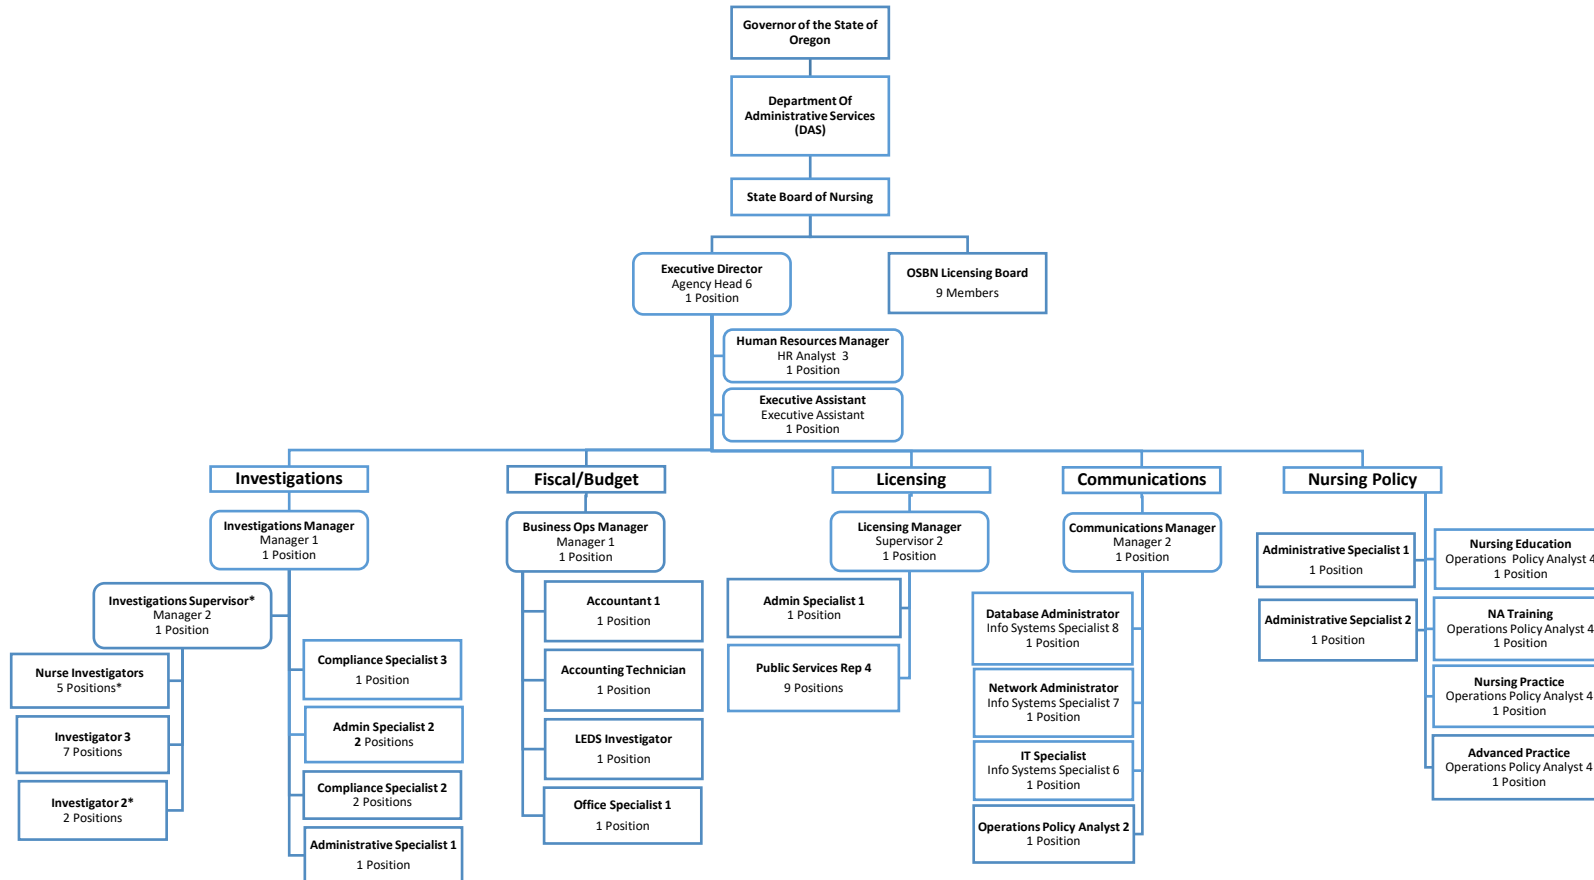 Governor of the State of
Oregon
Department Of
Administrative Services
(DAS)
State Board of Nursing
Executive Director
Agency Head 6
1 Position
OSBN Licensing Board
9 Members
Human Resources Manager
HR Analyst 3
1 Position
Executive Assistant
Executive Assistant
1 Position
Investigations
Investigations Manager
Manager 1
1 Position
Investigations Supervisor*
Manager 2
1 Position
Nurse Investigators
5 Positions*
Investigator 3
7 Positions
Investigator 2*
2 Positions
Compliance Specialist 3
1 Position
Admin Specialist 2
2 Positions
Compliance Specialist 2
2 Positions
Administrative Specialist 1
1 Position
Fiscal/Budget
Business Ops Manager
Manager 1
1 Position
Accountant 1
1 Position
Accounting Technician
1 Position
LEDS Investigator
1 Position
Office Specialist 1
1 Position
Licensing
Licensing Manager
Supervisor 2
1 Position
Admin Specialist 1
1 Position
Public Services Rep 4
9 Positions
Communications
Communications Manager
Manager 2
1 Position
Database Administrator
Info Systems Specialist 8
1 Position
Network Administrator
Info Systems Specialist 7
1 Position
IT Specialist
Info Systems Specialist 6
1 Position
Operations Policy Analyst 2
1 Position
Nursing Policy
Administrative Specialist 1
1 Position
Administrative Sepcialist 2
1 Position
Nursing Education
Operations Policy Analyst 4
1 Position
NA Training
Operations Policy Analyst 4
1 Position
Nursing Practice
Operations Policy Analyst 4
1 Position
Advanced Practice
Operations Policy Analyst 4
1 Position